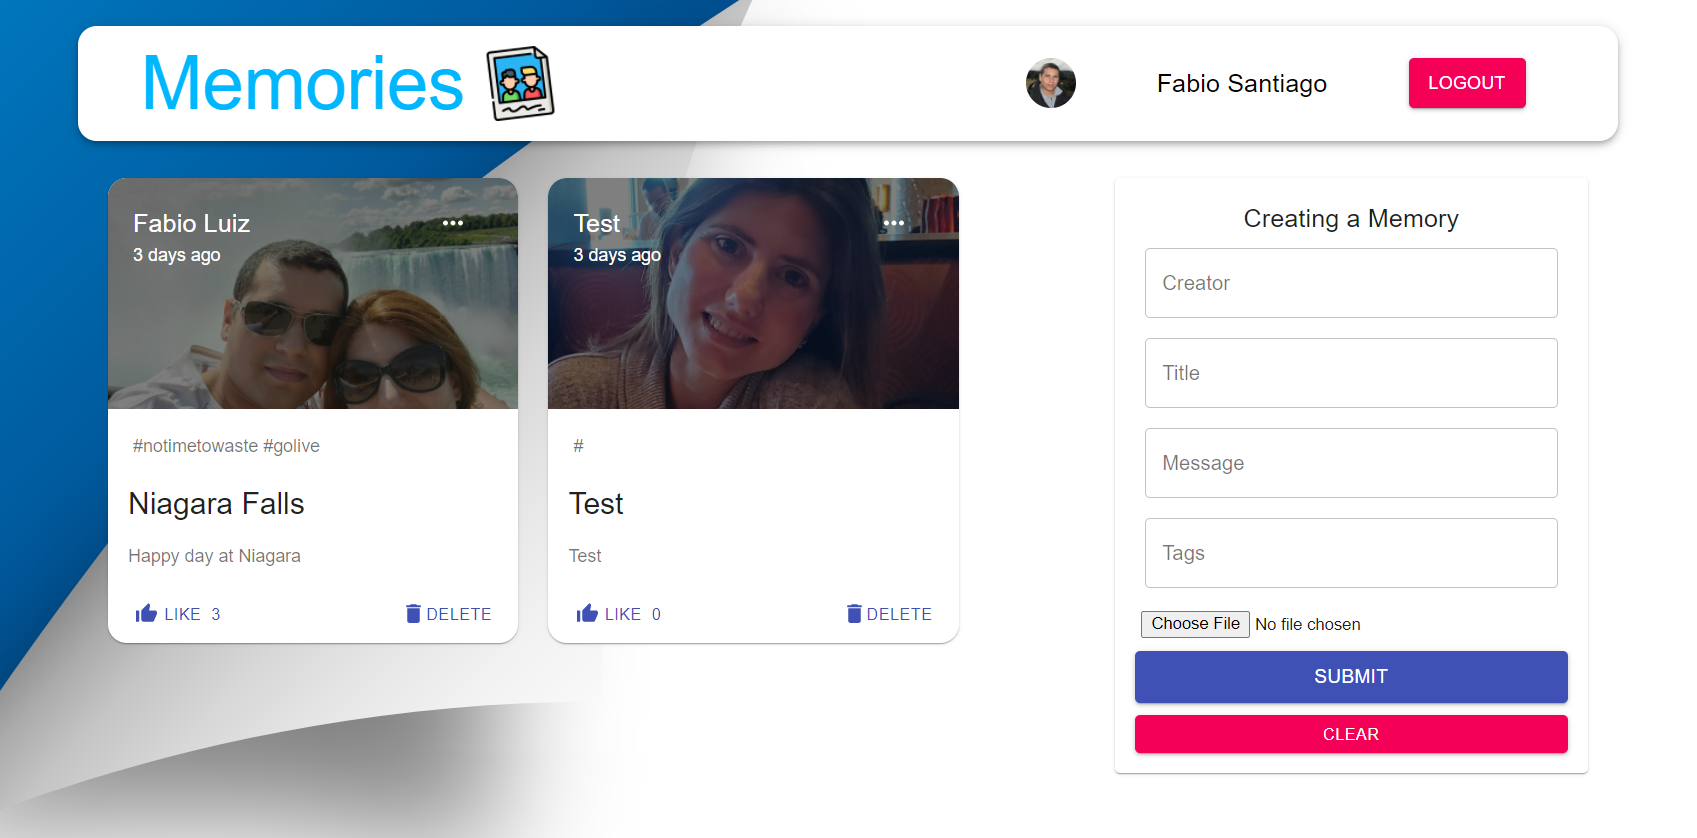 Memories
Fabio Santiago
LOGOUT
Fabio Luiz
3 days ago
#notimetowaste #golive
Niagara Falls
Happy day at Niagara
LIKE 3
DELETE
Test
3 days ago
#
Test
Test
LIKE 0
DELETE
Creating a Memory
Creator
Title
Message
Tags
Choose File No file chosen
SUBMIT
CLEAR